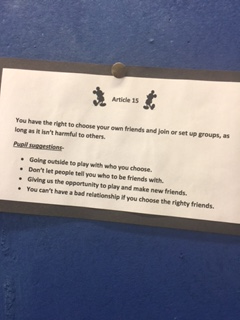 Article 15
You have the right to choose your own friends and join or set up groups, as
long as it isn't harmful to others.
Pupil suggestions-
• Going outside to play with who you choose.
• Don't let people tell you who to be friends with.
• Giving us the opportunity to play and make new friends.
• You can't have a bad relationship if you choose the righty friends.